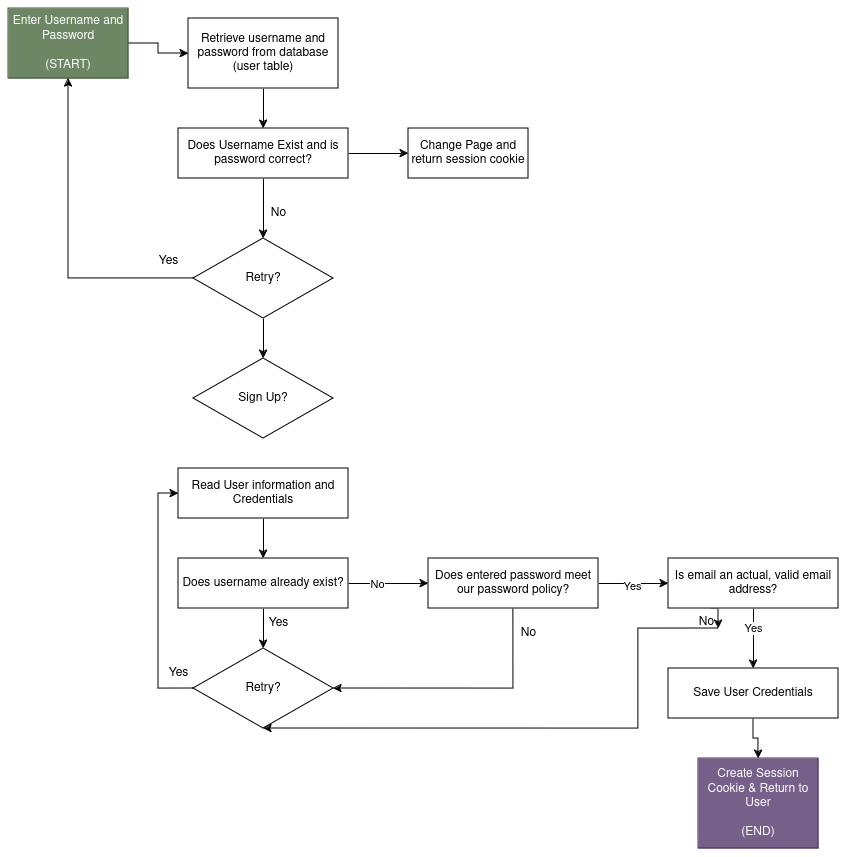 Enter Username and
Password
(START)
Retrieve username and
password from database
(user table)
Does Username Exist and is
password correct?
Change Page and
return session cookie
No
Yes
Retry?
Sign Up?
Read User information and
Credentials
Does username already exist?
No
Does entered password meet
our password policy?
Yes
Is email an actual, valid email
address?
Yes
No
No
Yes
Yes
Retry?
Save User Credentials
Create Session
Cookie & Return to
User
(END)